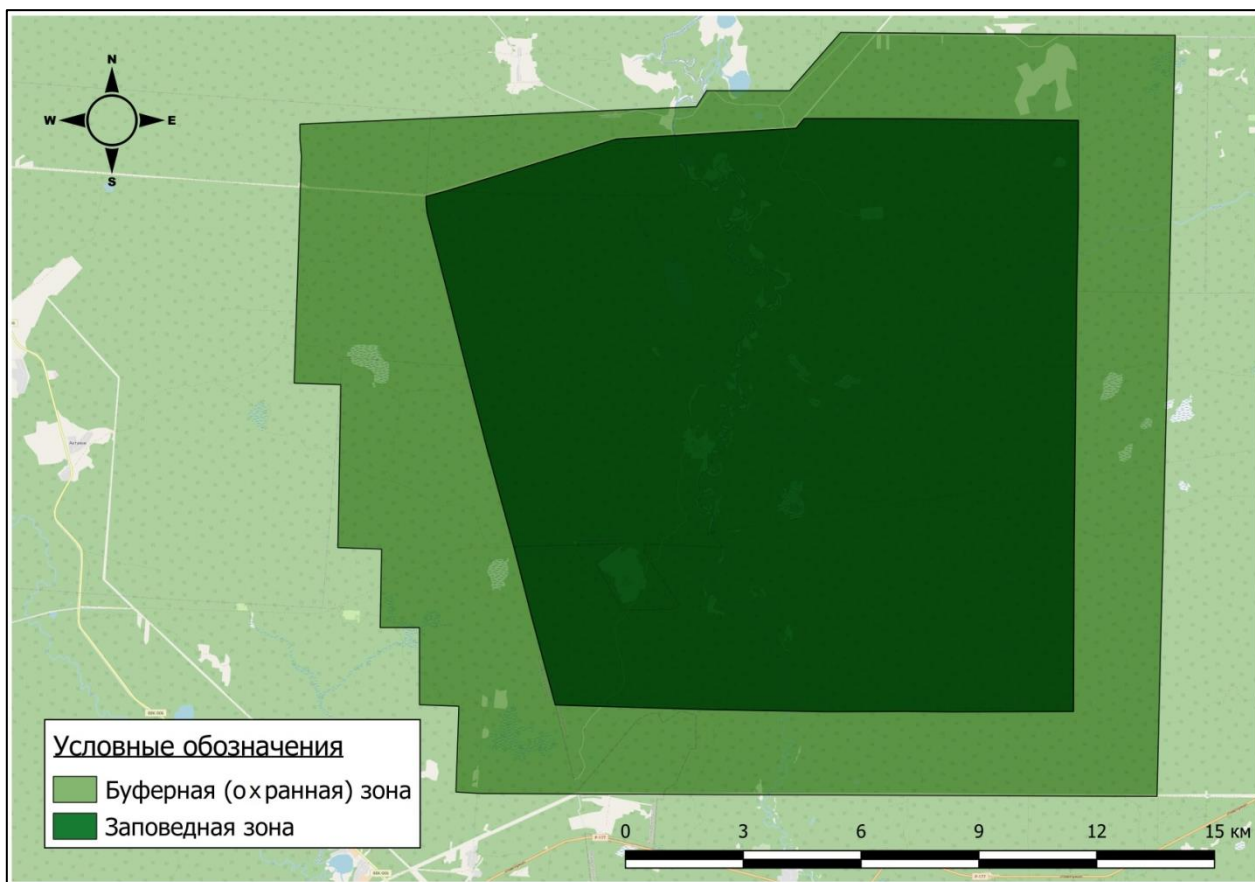 N
W E
S
Условные обозначения
Буферная (охранная) зона
Заповедная зона
0 3 6 9 12 15 км